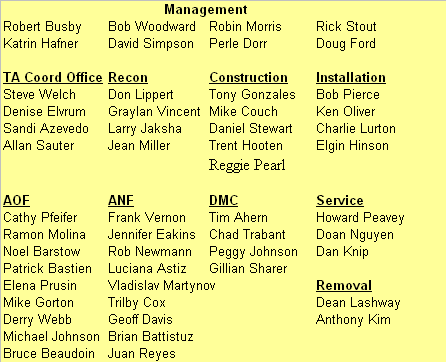 Management
Robert Busby Bob Woodward Robin Morris Rick Stout
Katrin Hafner David Simpson Perle Dorr Doug Ford
TA Coord Office Recon Construction Installation
Steve Welch Don Lippert Tony Gonzales Bob Pierce
Denise Elvrum Graylan Vincent Mike Couch Ken Oliver
Sandi Azevedo Larry Jaksha Daniel Stewart Charlie Lurton
Allan Sauter Jean Miller Trent Hooten Elgin Hinson
Reggie Pearl
AOF ANF DMC Service
Cathy Pfeifer Frank Vernon Tim Ahern Howard Peavey
Ramon Molina Jennifer Eakins Chad Trabant Doan Nguyen
Noel Barstow Rob Newmann Peggy Johnson Dan Knip
Patrick Bastien Luciana Astiz Gillian Sharer
Elena Prusin Vladislav Martynov Removal
Mike Gorton Trilby Cox Dean Lashway
Derry Webb Geoff Davis Anthony Kim
Michael Johnson Brian Battistuz
Bruce Beaudoin Juan Reyes